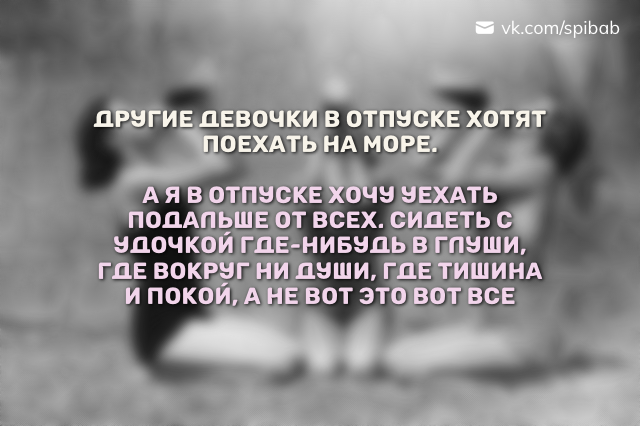 vk.com/spibab
ДРУГИЕ ДЕВОЧКИ В ОТПУСКЕ ХОТЯТ
ПОЕХАТЬ НА МОРЕ.
А Я В ОТПУСКЕ ХОЧУ УЕХАТЬ
ПОДАЛЬШЕ ОТ ВСЕХ. СИДЕТЬ С
УДОЧКОЙ ГДЕ-НИБУДЬ В ГЛУШИ,
ГДЕ ВОКРУГ НИ ДУШИ, ГДЕ ТИШИНА
И ПОКОЙ, А НЕ ВОТ ЭТО ВОТ ВСЕ